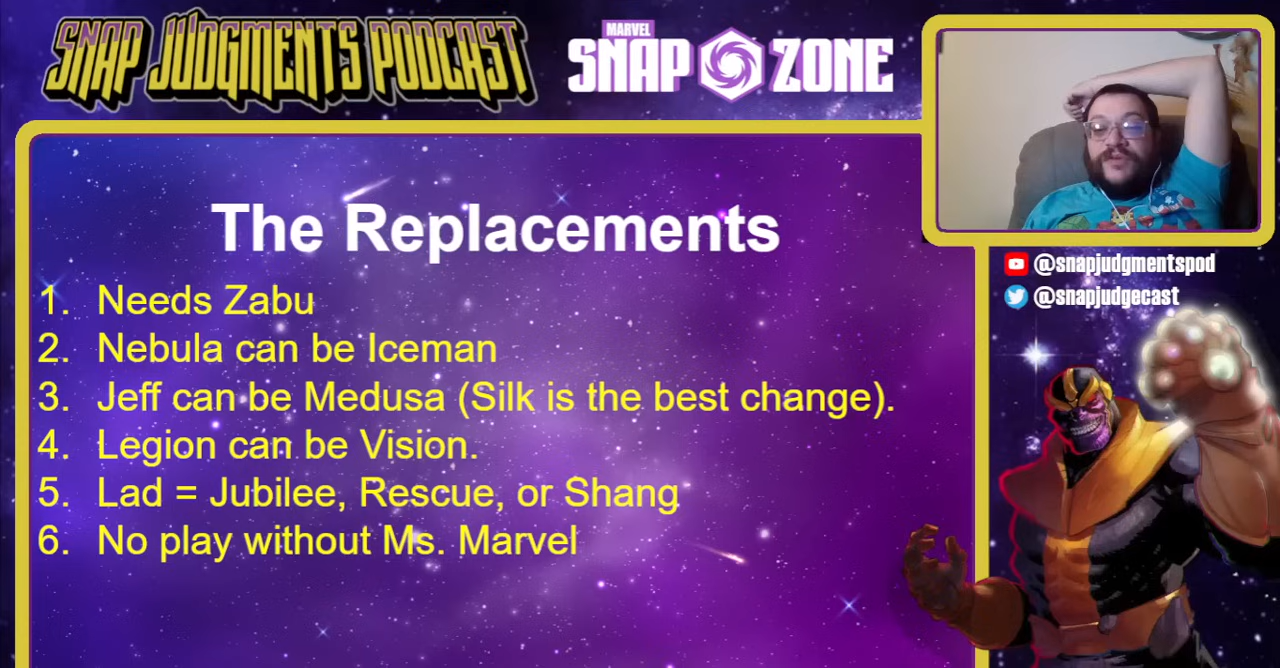 SNAP JUDGMENTS PODCAST
MARVEL
SNAP ZONE
The Replacements
1. Needs Zabu
2. Nebula can be Iceman
3. Jeff can be Medusa (Silk is the best change).
4. Legion can be Vision.
5. Lad = Jubilee, Rescue, or Shang
6. No play without Ms. Marvel
@snapjudgmentspod
@snapjudgecast